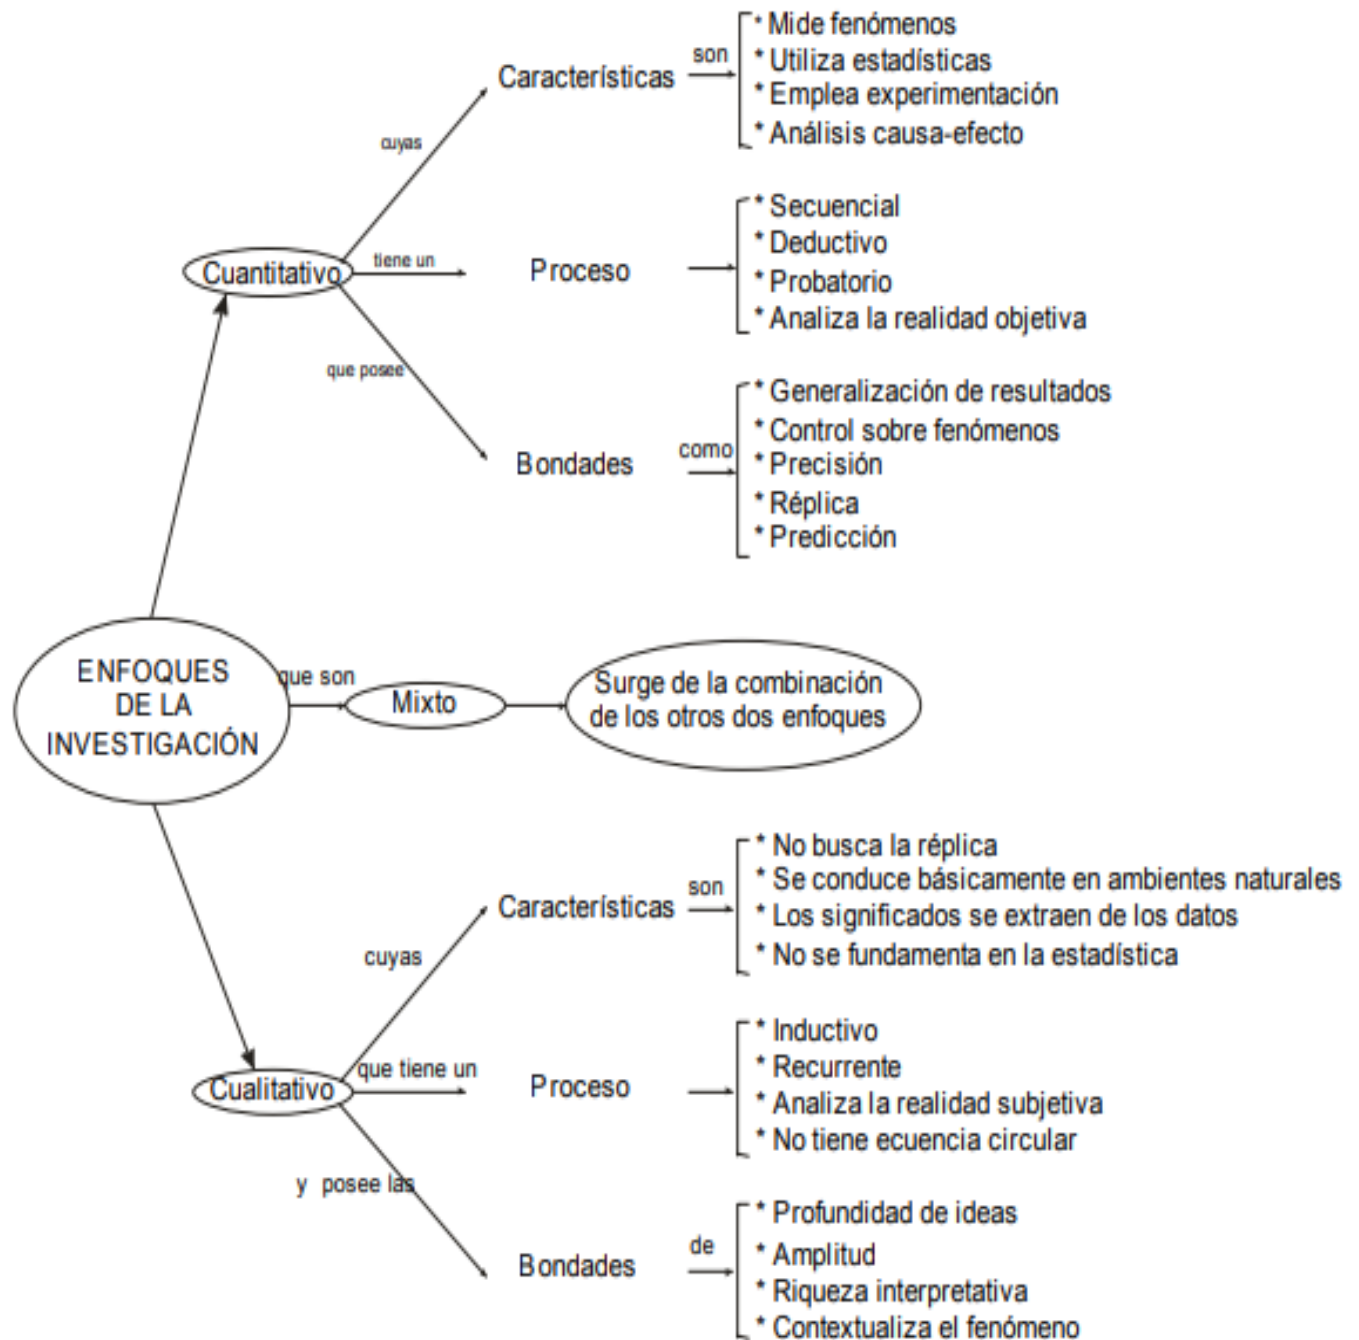 * Mide fenómenos
son
Características
* Utiliza estadísticas
* Emplea experimentación
* Análisis causa-efecto
cuyas
* Secuencial
* Deductivo
tiene un
Cuantitativo
Proceso
* Probatorio
* Analiza la realidad objetiva
que posee
* Generalización de resultados
* Control sobre fenómenos
como
Bondades
* Precisión
* Réplica
* Predicción
ENFOQUES
DE LA
INVESTIGACIÓN
que son
Mixto
Surge de la combinación
de los otros dos enfoques
* No busca la réplica
son
* Se conduce básicamente en ambientes naturales
Características
* Los significados se extraen de los datos
* No se fundamenta en la estadística
cuyas
* Inductivo
* Recurrente
que tiene un
Cualitativo
Proceso
* Analiza la realidad subjetiva
* No tiene ecuencia circular
y posee las
* Profundidad de ideas
de
* Amplitud
Bondades
* Riqueza interpretativa
* Contextualiza el fenómeno